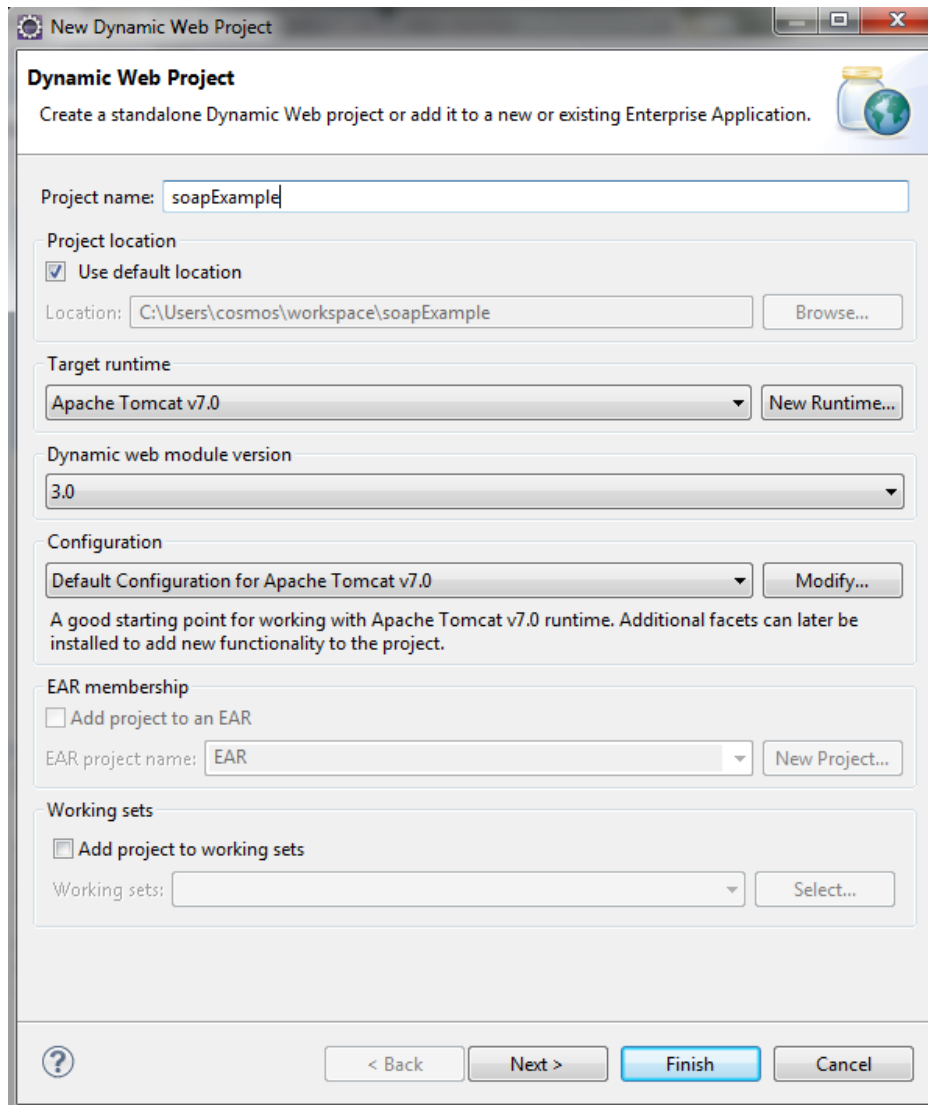 New Dynamic Web Project
Dynamic Web Project
Create a standalone Dynamic Web project or add it to a new or existing Enterprise Application.
Project name: soapExample
Project location
Use default location
Location: C:\Users\cosmos\workspace\soapExample Browse...
Target runtime
Apache Tomcat v7.0 New Runtime...
Dynamic web module version
3.0
Configuration
Default Configuration for Apache Tomcat v7.0 Modify...
A good starting point for working with Apache Tomcat v7.0 runtime. Additional facets can later be
installed to add new functionality to the project.
EAR membership
Add project to an EAR
EAR project name: EAR New Project...
Working sets
Add project to working sets
Working sets: Select...
? < Back Next > Finish Cancel